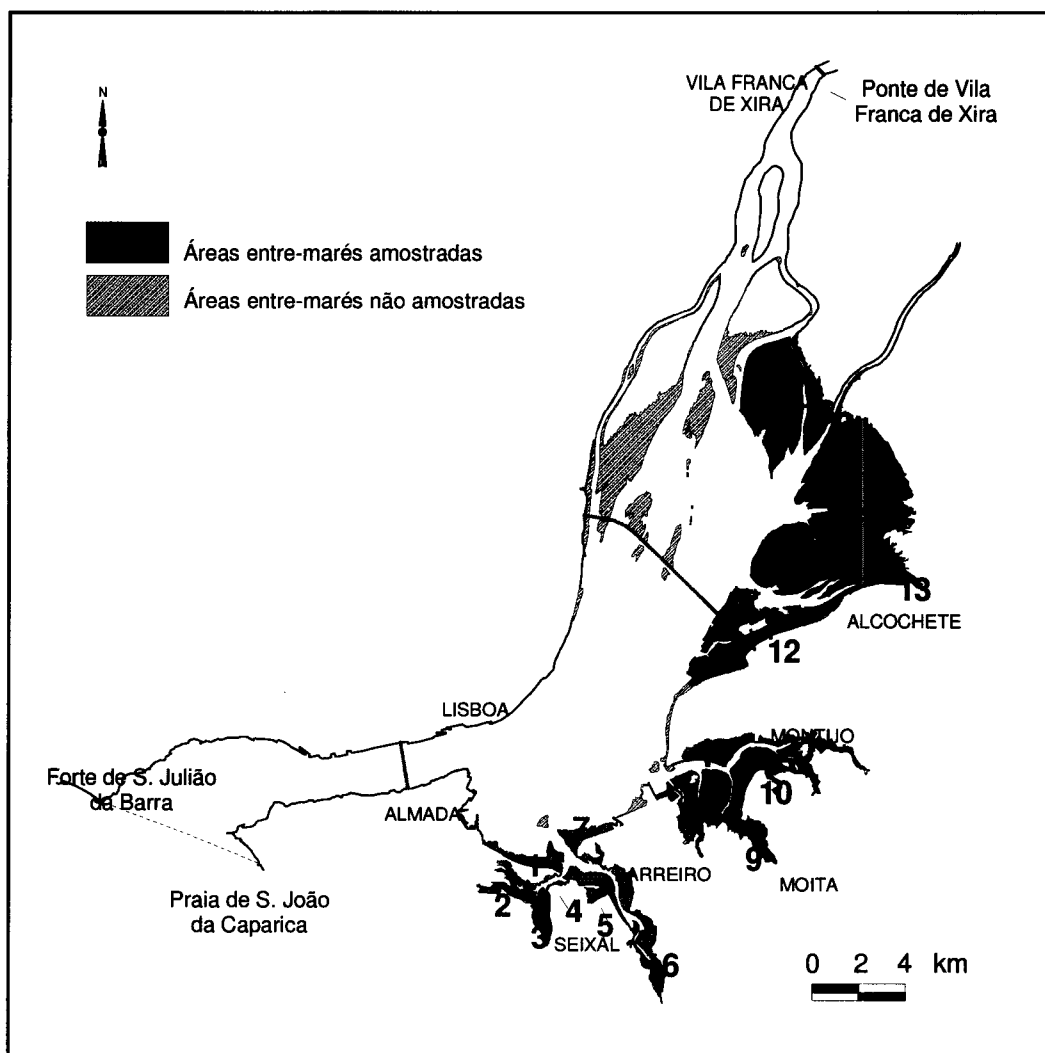 N
VILA FRANCA
DE XIRA
Ponte de Vila
Franca de Xira
Áreas entre-marés amostradas
Áreas entre-marés não amostradas
13
ALCOCHETE
12
LISBOA
MONTIJO
Forte de S. Julião
da Barra
10
ALMADA
7
9
1
BARREIRO
MOITA
2
Praia de S. João
da Caparica
4
5
3
SEIXAL
6
0 2 4 km